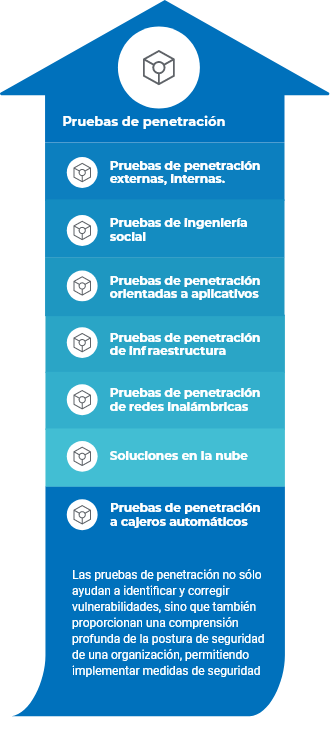 Pruebas de penetración
Pruebas de penetración
externas, internas.
Pruebas de ingeniería
social
Pruebas de penetración
orientadas a aplicativos
Pruebas de penetración
de infraestructura
Pruebas de penetración
de redes inalámbricas
Soluciones en la nube
Pruebas de penetración
a cajeros automáticos
Las pruebas de penetración no sólo
ayudan a identificar y corregir
vulnerabilidades, sino que también
proporcionan una comprensión
profunda de la postura de seguridad
de una organización, permitiendo
implementar medidas de seguridad